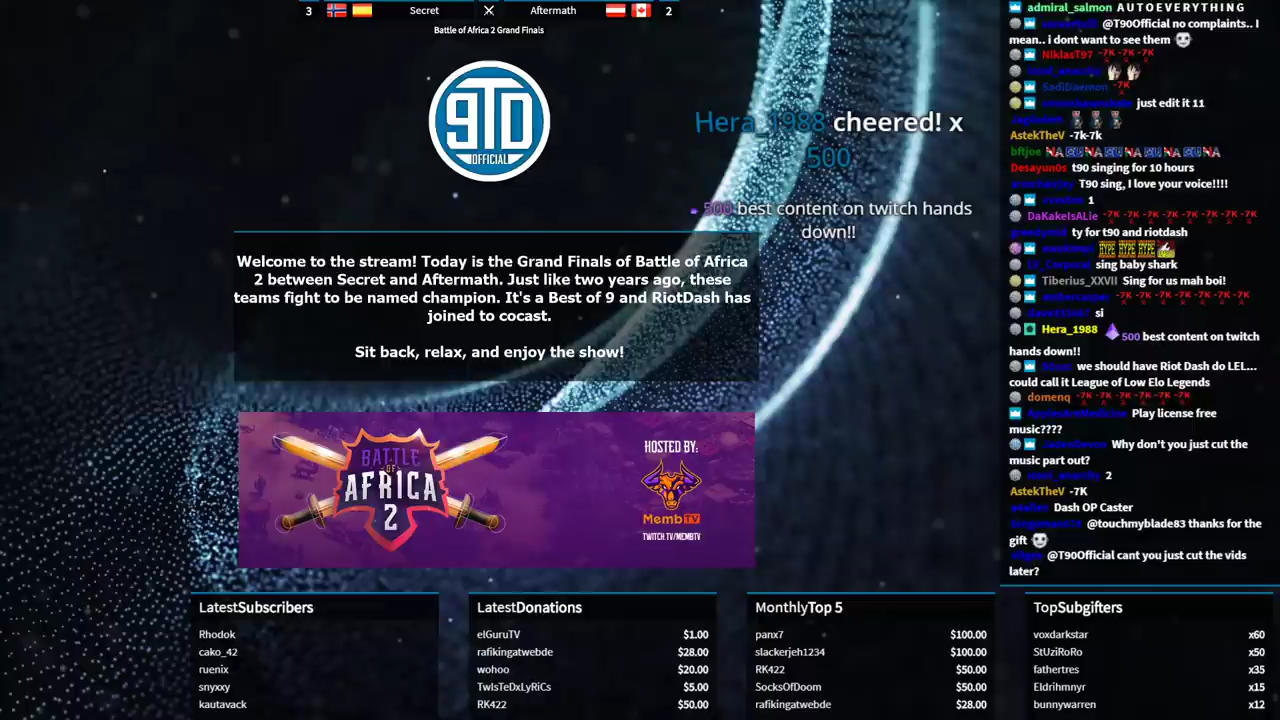 3 Secret Aftermath 2
Battle of Africa 2 Grand Finals
9TD
OFFICIAL
Hera_1988 cheered! x
500
500 best content on twitch hands
down!!
Welcome to the stream! Today is the Grand Finals of Battle of Africa
2 between Secret and Aftermath. Just like two years ago, these
teams fight to be named champion. It's a Best of 9 and RiotDash has
joined to cocast.
Sit back, relax, and enjoy the show!
BATTLE
OF
AFRICA
2
HOSTED BY:
MembTV
TWITCH.TV/MEMBTV
LatestSubscribers
Rhodok
cako_42
ruenix
snyxxy
kautavack
LatestDonations
elGuruTV $1.00
rafikingatwebde $28.00
wohoo $20.00
TwIsTeDxLyRiCs $5.00
RK422 $50.00
MonthlyTop 5
panx7 $100.00
slackerjeh1234 $100.00
RK422 $50.00
SocksOfDoom $50.00
rafikingatwebde $28.00
TopSubgifters
voxdarkstar x60
StUziRoRo x50
fathertres x35
Eldrihmnyr x15
bunnywarren x12
admiral_salmon A U T O E V E R Y T H I N G
@T90Official no complaints.. I
mean.. i dont want to see them
NIklasT97 -7K -7K -7K
SadiDaemon -7K
just edit it 11
AstekTheV -7k-7k
bftjoe
Desayun0s t90 singing for 10 hours
T90 sing, I love your voice!!!!
1
DaKakeIsALie -7K -7K -7K -7K -7K -7K -7K -7K
ty for t90 and riotdash
HYPE HYPE HYPE
sing baby shark
Tiberius_XXVII Sing for us mah boi!
-7K -7K -7K -7K -7K -7K -7K
si
Hera_1988 500 best content on twitch
hands down!!
we should have Riot Dash do LEL...
could call it League of Low Elo Legends
domenq -7K -7K -7K -7K -7K -7K
Play license free
music????
Why don't you just cut the
music part out?
2
AstekTheV -7K
Dash OP Caster
@touchmyblade83 thanks for the
gift
@T90Official cant you just cut the vids
later?